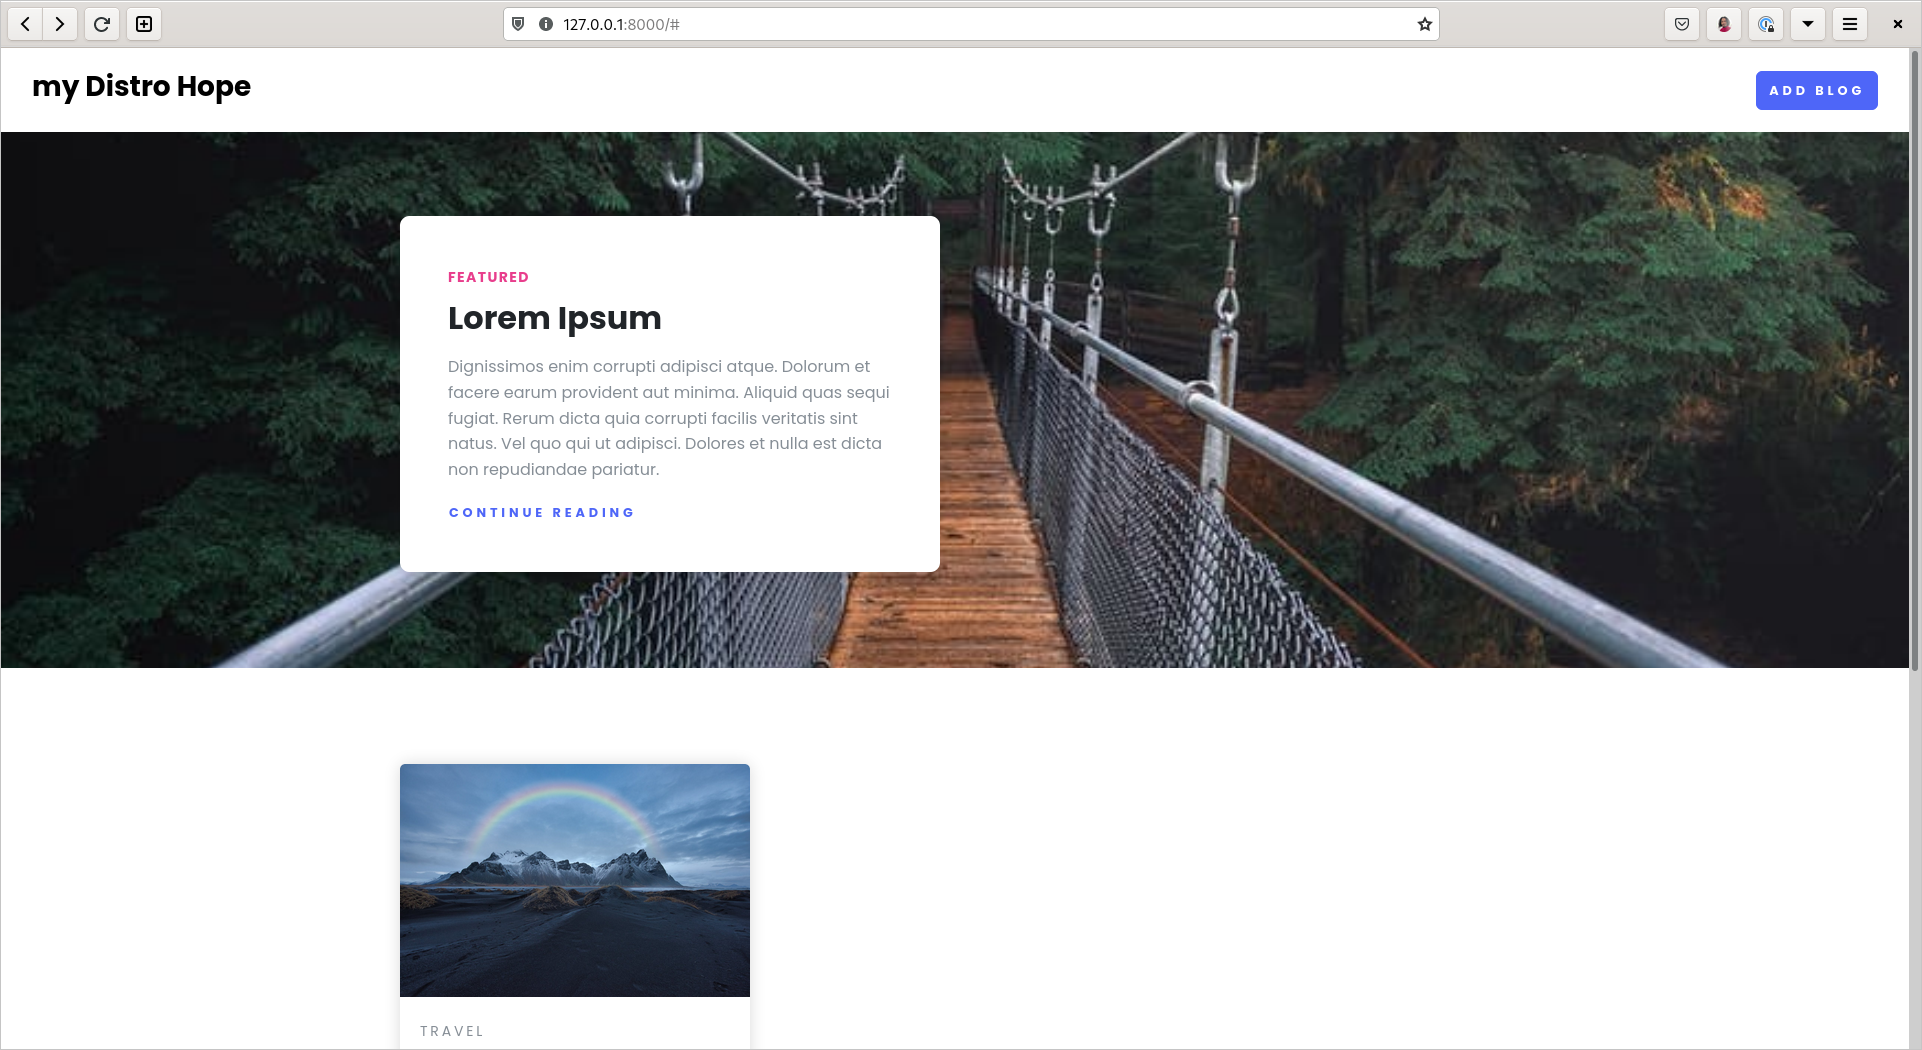 127.0.0.1:8000/#
my Distro Hope
ADD BLOG
FEATURED
Lorem Ipsum
Dignissimos enim corrupti adipisci atque. Dolorum et
facere earum provident aut minima. Aliquid quas sequi
fugiat. Rerum dicta quia corrupti facilis veritatis sint
natus. Vel quo qui ut adipisci. Dolores et nulla est dicta
non repudiandae pariatur.
CONTINUE READING
TRAVEL